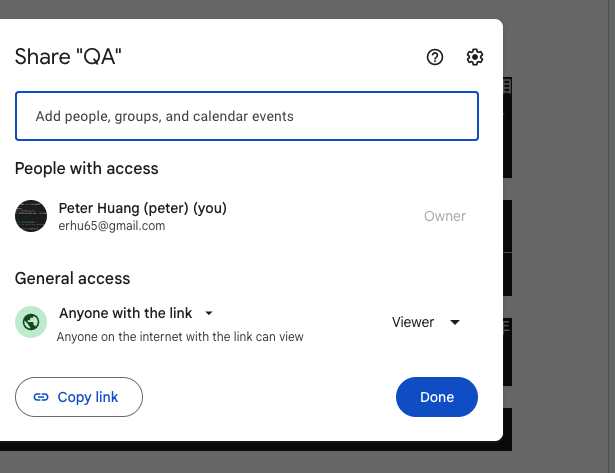 Share "QA"
Add people, groups, and calendar events
People with access
Peter Huang (peter) (you)
erhu65@gmail.com
Owner
General access
Anyone with the link
Anyone on the internet with the link can view
Viewer
Copy link
Done